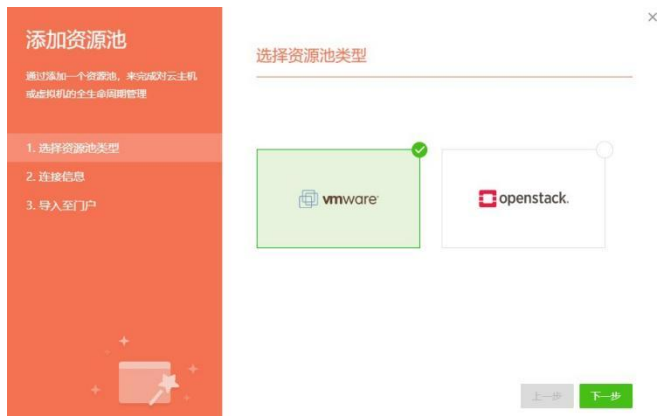 添加资源池
通过添加一个资源池，来完成对云主机
或虚拟机的全生命周期管理
1. 选择资源池类型
2. 连接信息
3. 导入至门户
选择资源池类型
vmware
openstack.
上一步
下一步